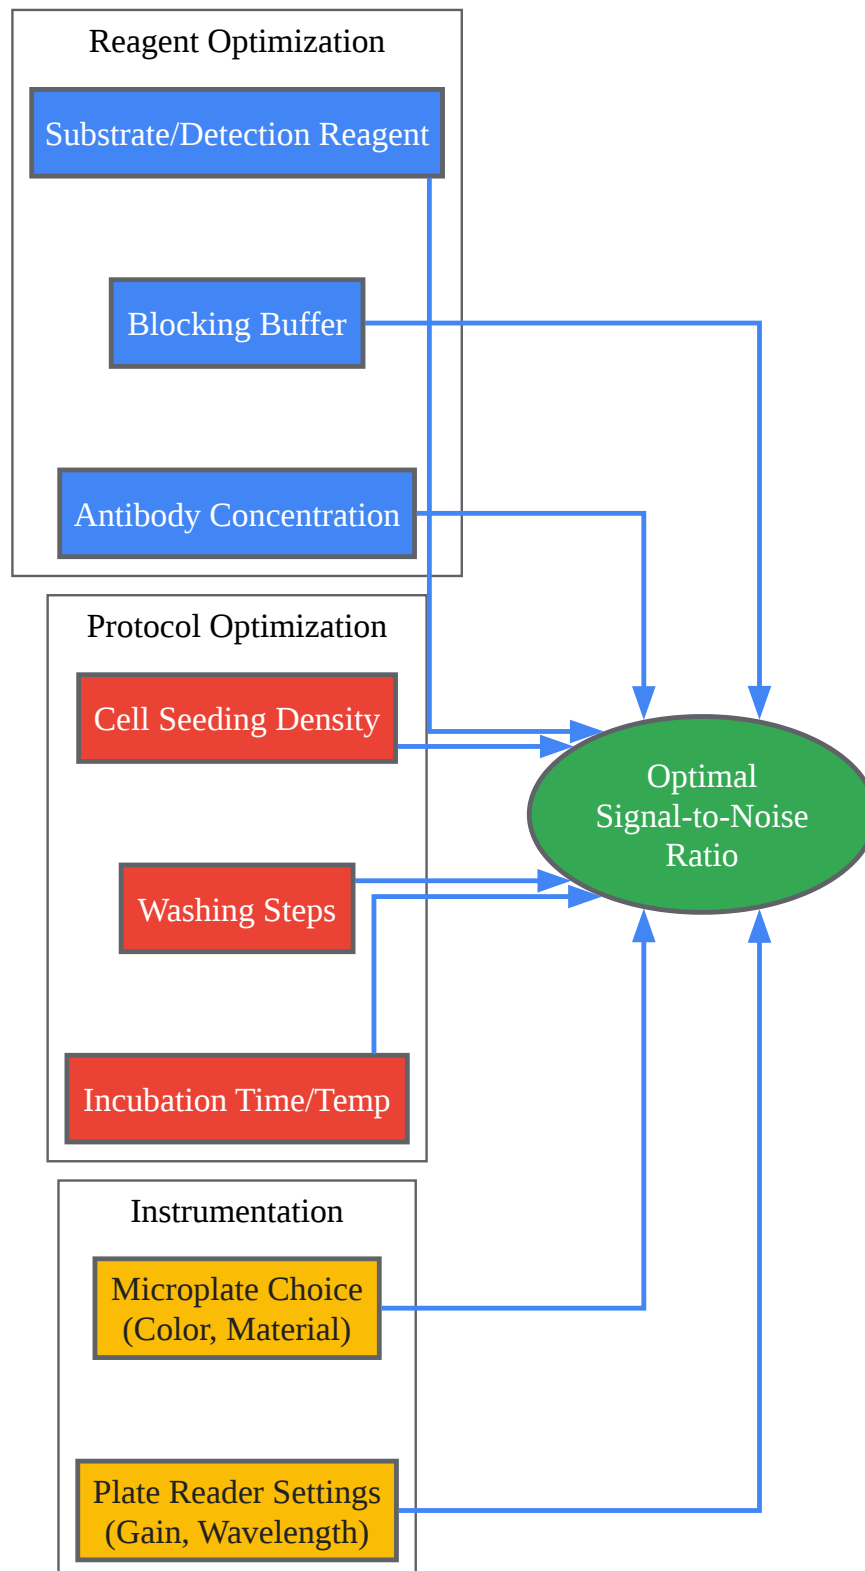 Reagent Optimization
Substrate/Detection Reagent
Blocking Buffer
Antibody Concentration
Protocol Optimization
Cell Seeding Density
Washing Steps
Incubation Time/Temp
Instrumentation
Microplate Choice
(Color, Material)
Plate Reader Settings
(Gain, Wavelength)
Optimal
Signal-to-Noise
Ratio